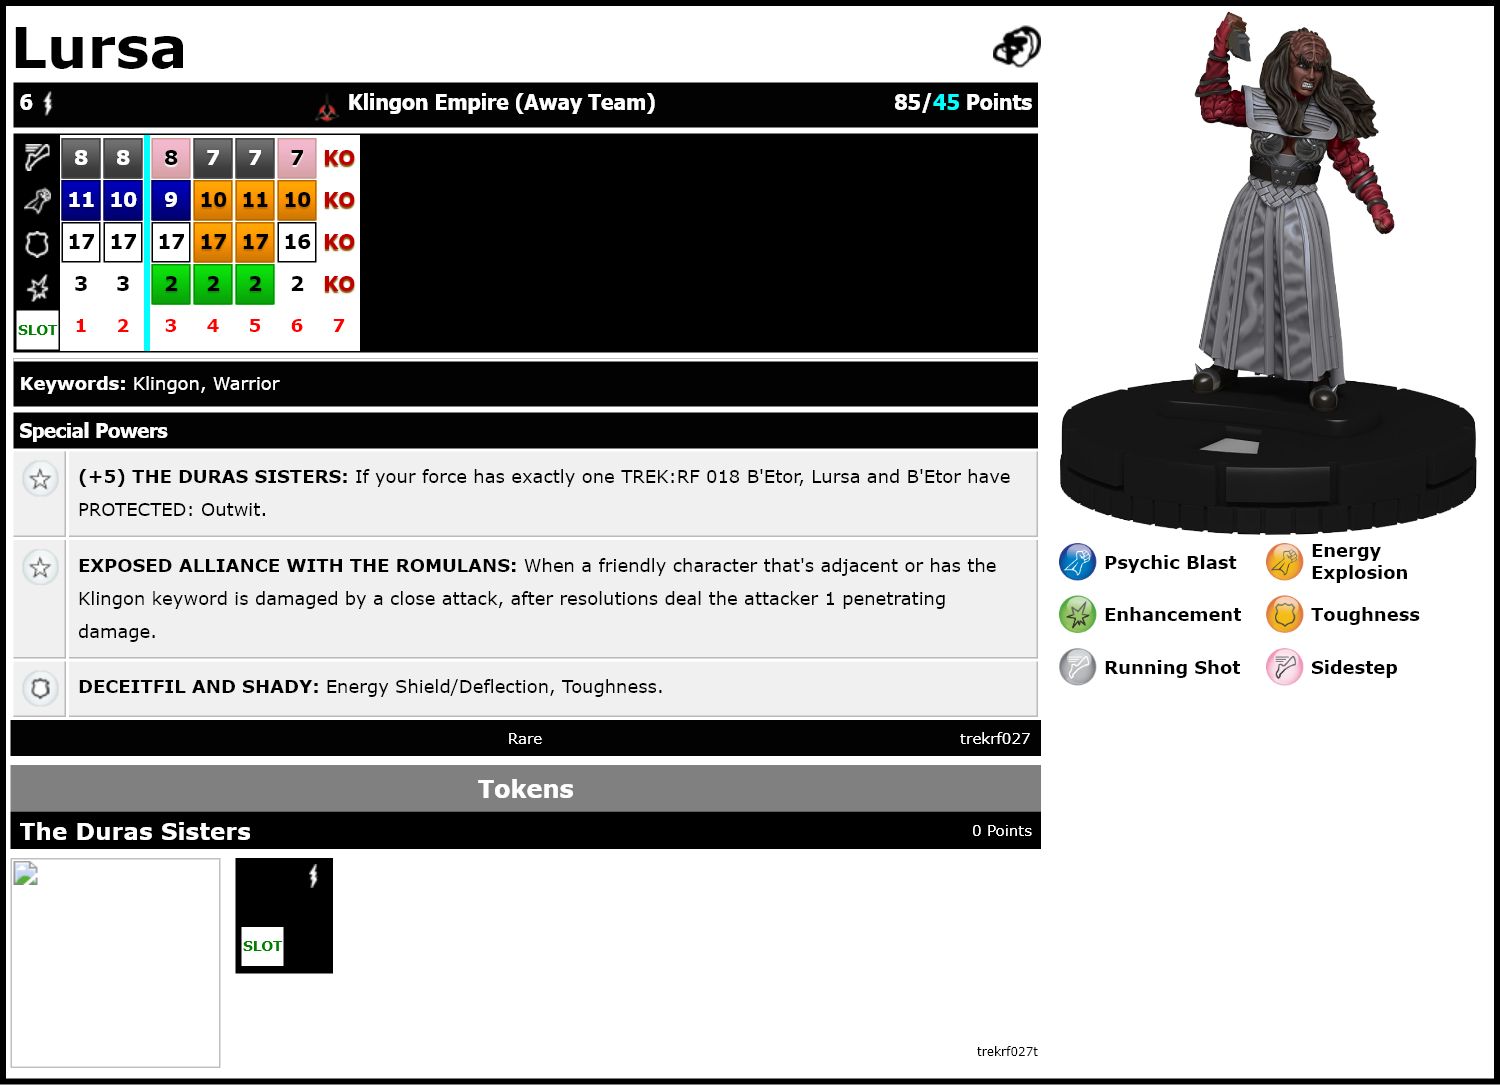 Lursa
6 Klingon Empire (Away Team) 85/45 Points
8 8 8 7 7 7 KO
11 10 9 10 11 10 KO
17 17 17 17 17 16 KO
3 3 2 2 2 2 KO
SLOT 1 2 3 4 5 6 7
Keywords: Klingon, Warrior
Special Powers
(+5) THE DURAS SISTERS: If your force has exactly one TREK:RF 018 B'Etor, Lursa and B'Etor have
PROTECTED: Outwit.
EXPOSED ALLIANCE WITH THE ROMULANS: When a friendly character that's adjacent or has the
Klingon keyword is damaged by a close attack, after resolutions deal the attacker 1 penetrating
damage.
DECEITFIL AND SHADY: Energy Shield/Deflection, Toughness.
Rare trekrf027
Psychic Blast
Energy
Explosion
Enhancement
Toughness
Running Shot
Sidestep
Tokens
The Duras Sisters 0 Points
SLOT
trekrf027t